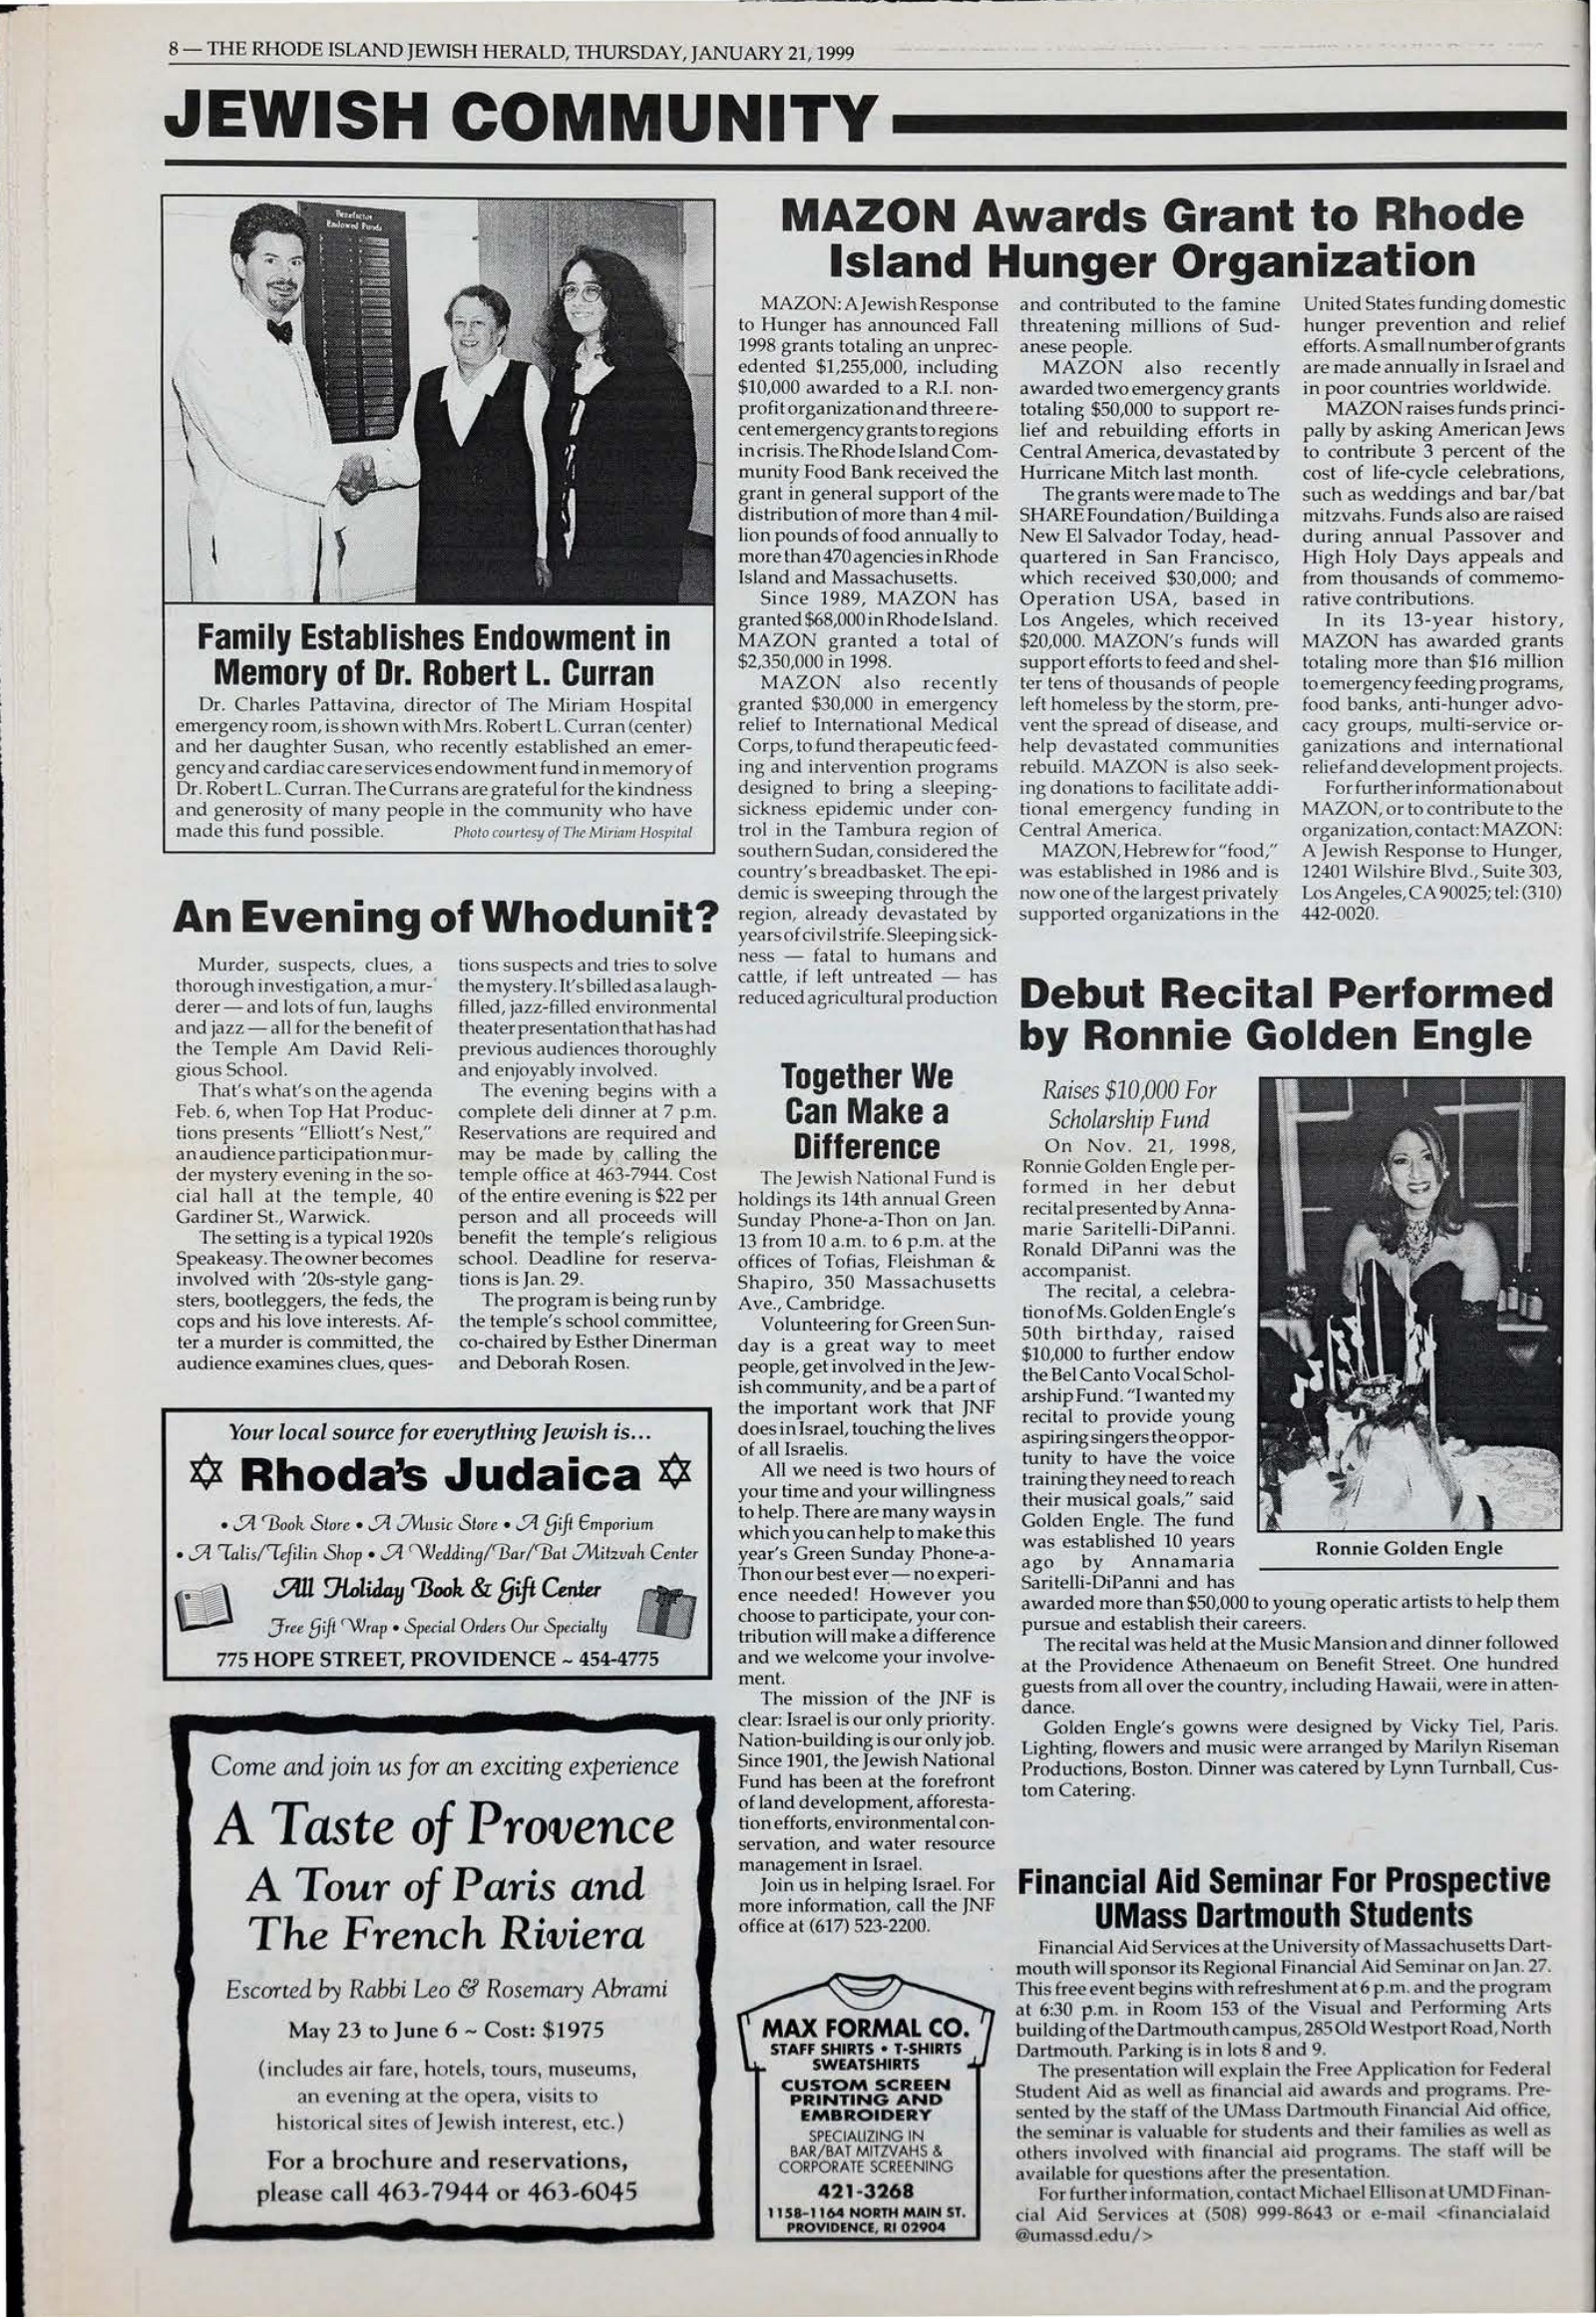 8 — THE RHODE ISLAND JEWISH HERALD, THURSDAY, JANUARY 21, 1999
JEWISH COMMUNITY
Benefactor
Endowed Funds
Family Establishes Endowment in
Memory of Dr. Robert L. Curran
Dr. Charles Pattavina, director of The Miriam Hospital
emergency room, is shown with Mrs. Robert L. Curran (center)
and her daughter Susan, who recently established an emer-
gency and cardiac care services endowment fund in memory of
Dr. Robert L. Curran. The Currans are grateful for the kindness
and generosity of many people in the community who have
made this fund possible. Photo courtesy of The Miriam Hospital
An Evening of Whodunit?
Murder, suspects, clues, a
thorough investigation, a mur-
derer — and lots of fun, laughs
and jazz — all for the benefit of
the Temple Am David Reli-
gious School.
That's what's on the agenda
Feb. 6, when Top Hat Produc-
tions presents "Elliott's Nest,"
an audience participation mur-
der mystery evening in the so-
cial hall at the temple, 40
Gardiner St., Warwick.
The setting is a typical 1920s
Speakeasy. The owner becomes
involved with '20s-style gang-
sters, bootleggers, the feds, the
cops and his love interests. Af-
ter a murder is committed, the
audience examines clues, ques-
tions suspects and tries to solve
the mystery. It's billed as a laugh-
filled, jazz-filled environmental
theater presentation that has had
previous audiences thoroughly
and enjoyably involved.
The evening begins with a
complete deli dinner at 7 p.m.
Reservations are required and
may be made by calling the
temple office at 463-7944. Cost
of the entire evening is $22 per
person and all proceeds will
benefit the temple's religious
school. Deadline for reserva-
tions is Jan. 29.
The program is being run by
the temple's school committee,
co-chaired by Esther Dinerman
and Deborah Rosen.
Your local source for everything Jewish is...
✡ Rhoda's Judaica ✡
• A Book Store • A Music Store • A Gift Emporium
• A Talis/Tefilin Shop • A Wedding/Bar/Bat Mitzvah Center
All Holiday Book & Gift Center
Free Gift Wrap • Special Orders Our Specialty
775 HOPE STREET, PROVIDENCE ~ 454-4775
Come and join us for an exciting experience
A Taste of Provence
A Tour of Paris and
The French Riviera
Escorted by Rabbi Leo & Rosemary Abrami
May 23 to June 6 ~ Cost: $1975
(includes air fare, hotels, tours, museums,
an evening at the opera, visits to
historical sites of Jewish interest, etc.)
For a brochure and reservations,
please call 463-7944 or 463-6045
MAZON Awards Grant to Rhode
Island Hunger Organization
MAZON: A Jewish Response
to Hunger has announced Fall
1998 grants totaling an unprec-
edented $1,255,000, including
$10,000 awarded to a R.I. non-
profit organization and three re-
cent emergency grants to regions
in crisis. The Rhode Island Com-
munity Food Bank received the
grant in general support of the
distribution of more than 4 mil-
lion pounds of food annually to
more than 470 agencies in Rhode
Island and Massachusetts.
Since 1989, MAZON has
granted $68,000 in Rhode Island.
MAZON granted a total of
$2,350,000 in 1998.
MAZON also recently
granted $30,000 in emergency
relief to International Medical
Corps, to fund therapeutic feed-
ing and intervention programs
designed to bring a sleeping-
sickness epidemic under con-
trol in the Tambura region of
southern Sudan, considered the
country's breadbasket. The epi-
demic is sweeping through the
region, already devastated by
years of civil strife. Sleeping sick-
ness — fatal to humans and
cattle, if left untreated — has
reduced agricultural production
and contributed to the famine
threatening millions of Sud-
anese people.
MAZON also recently
awarded two emergency grants
totaling $50,000 to support re-
lief and rebuilding efforts in
Central America, devastated by
Hurricane Mitch last month.
The grants were made to The
SHARE Foundation/Building a
New El Salvador Today, head-
quartered in San Francisco,
which received $30,000; and
Operation USA, based in
Los Angeles, which received
$20,000. MAZON's funds will
support efforts to feed and shel-
ter tens of thousands of people
left homeless by the storm, pre-
vent the spread of disease, and
help devastated communities
rebuild. MAZON is also seek-
ing donations to facilitate addi-
tional emergency funding in
Central America.
MAZON, Hebrew for "food,"
was established in 1986 and is
now one of the largest privately
supported organizations in the
United States funding domestic
hunger prevention and relief
efforts. A small number of grants
are made annually in Israel and
in poor countries worldwide.
MAZON raises funds princi-
pally by asking American Jews
to contribute 3 percent of the
cost of life-cycle celebrations,
such as weddings and bar/bat
mitzvahs. Funds also are raised
during annual Passover and
High Holy Days appeals and
from thousands of commemo-
rative contributions.
In its 13-year history,
MAZON has awarded grants
totaling more than $16 million
to emergency feeding programs,
food banks, anti-hunger advo-
cacy groups, multi-service or-
ganizations and international
relief and development projects.
For further information about
MAZON, or to contribute to the
organization, contact: MAZON:
A Jewish Response to Hunger,
12401 Wilshire Blvd., Suite 303,
Los Angeles, CA 90025; tel: (310)
442-0020.
Together We
Can Make a
Difference
The Jewish National Fund is
holdings its 14th annual Green
Sunday Phone-a-Thon on Jan.
13 from 10 a.m. to 6 p.m. at the
offices of Tofias, Fleishman &
Shapiro, 350 Massachusetts
Ave., Cambridge.
Volunteering for Green Sun-
day is a great way to meet
people, get involved in the Jew-
ish community, and be a part of
the important work that JNF
does in Israel, touching the lives
of all Israelis.
All we need is two hours of
your time and your willingness
to help. There are many ways in
which you can help to make this
year's Green Sunday Phone-a-
Thon our best ever — no experi-
ence needed! However you
choose to participate, your con-
tribution will make a difference
and we welcome your involve-
ment.
The mission of the JNF is
clear: Israel is our only priority.
Nation-building is our only job.
Since 1901, the Jewish National
Fund has been at the forefront
of land development, afforesta-
tion efforts, environmental con-
servation, and water resource
management in Israel.
Join us in helping Israel. For
more information, call the JNF
office at (617) 523-2200.
MAX FORMAL CO.
STAFF SHIRTS • T-SHIRTS
SWEATSHIRTS
CUSTOM SCREEN
PRINTING AND
EMBROIDERY
SPECIALIZING IN
BAR/BAT MITZVAHS &
CORPORATE SCREENING
421-3268
1158-1164 NORTH MAIN ST.
PROVIDENCE, RI 02904
Debut Recital Performed
by Ronnie Golden Engle
Raises $10,000 For
Scholarship Fund
On Nov. 21, 1998,
Ronnie Golden Engle per-
formed in her debut
recital presented by Anna-
marie Saritelli-DiPanni.
Ronald DiPanni was the
accompanist.
The recital, a celebra-
tion of Ms. Golden Engle's
50th birthday, raised
$10,000 to further endow
the Bel Canto Vocal Schol-
arship Fund. "I wanted my
recital to provide young
aspiring singers the oppor-
tunity to have the voice
training they need to reach
their musical goals," said
Golden Engle. The fund
was established 10 years
ago by Annamaria
Saritelli-DiPanni and has
awarded more than $50,000 to young operatic artists to help them
pursue and establish their careers.
The recital was held at the Music Mansion and dinner followed
at the Providence Athenaeum on Benefit Street. One hundred
guests from all over the country, including Hawaii, were in atten-
dance.
Golden Engle's gowns were designed by Vicky Tiel, Paris.
Lighting, flowers and music were arranged by Marilyn Riseman
Productions, Boston. Dinner was catered by Lynn Turnball, Cus-
tom Catering.
Ronnie Golden Engle
Financial Aid Seminar For Prospective
UMass Dartmouth Students
Financial Aid Services at the University of Massachusetts Dart-
mouth will sponsor its Regional Financial Aid Seminar on Jan. 27.
This free event begins with refreshment at 6 p.m. and the program
at 6:30 p.m. in Room 153 of the Visual and Performing Arts
building of the Dartmouth campus, 285 Old Westport Road, North
Dartmouth. Parking is in lots 8 and 9.
The presentation will explain the Free Application for Federal
Student Aid as well as financial aid awards and programs. Pre-
sented by the staff of the UMass Dartmouth Financial Aid office,
the seminar is valuable for students and their families as well as
others involved with financial aid programs. The staff will be
available for questions after the presentation.
For further information, contact Michael Ellison at UMD Finan-
cial Aid Services at (508) 999-8643 or e-mail <financialaid
@umassd.edu/>